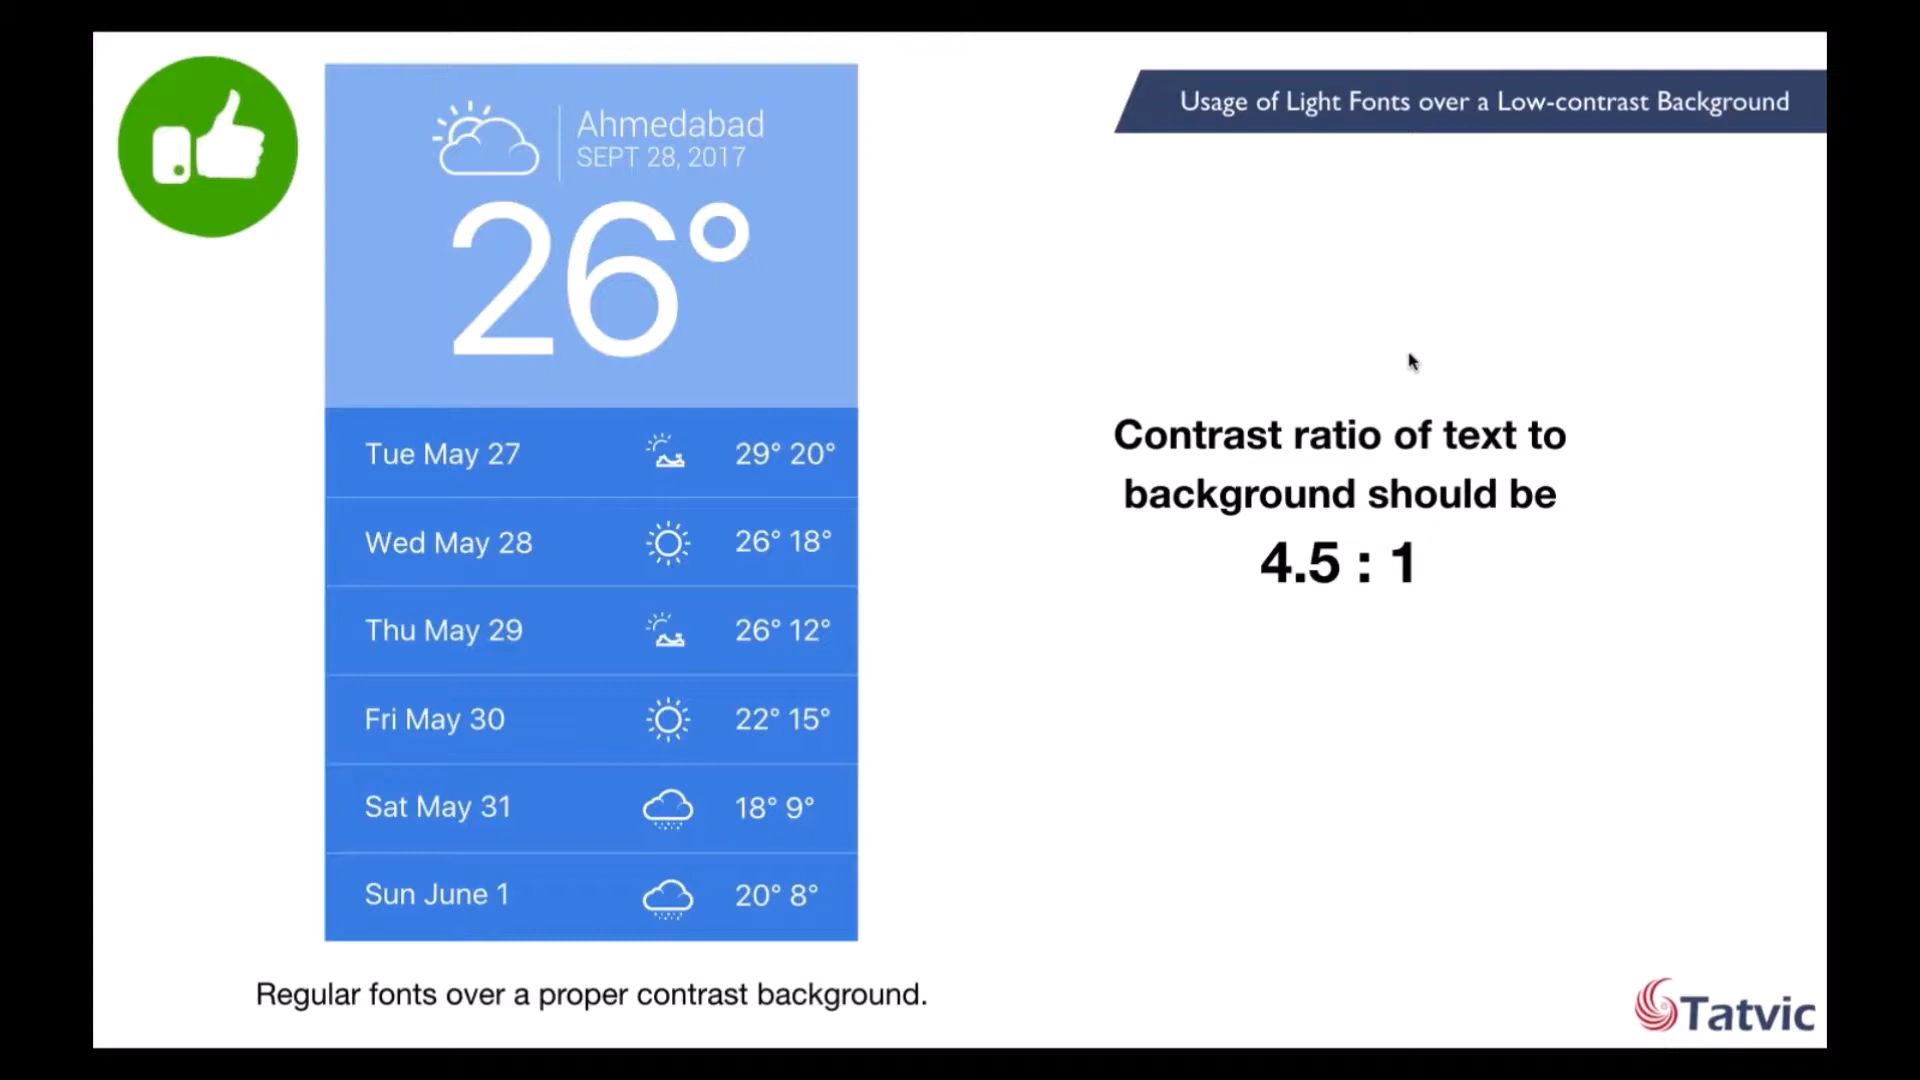 Usage of Light Fonts over a Low-contrast Background
Ahmedabad
SEPT 28, 2017
26°
Tue May 27 29° 20°
Wed May 28 26° 18°
Thu May 29 26° 12°
Fri May 30 22° 15°
Sat May 31 18° 9°
Sun June 1 20° 8°
Regular fonts over a proper contrast background.
Contrast ratio of text to
background should be
4.5 : 1
Tatvic